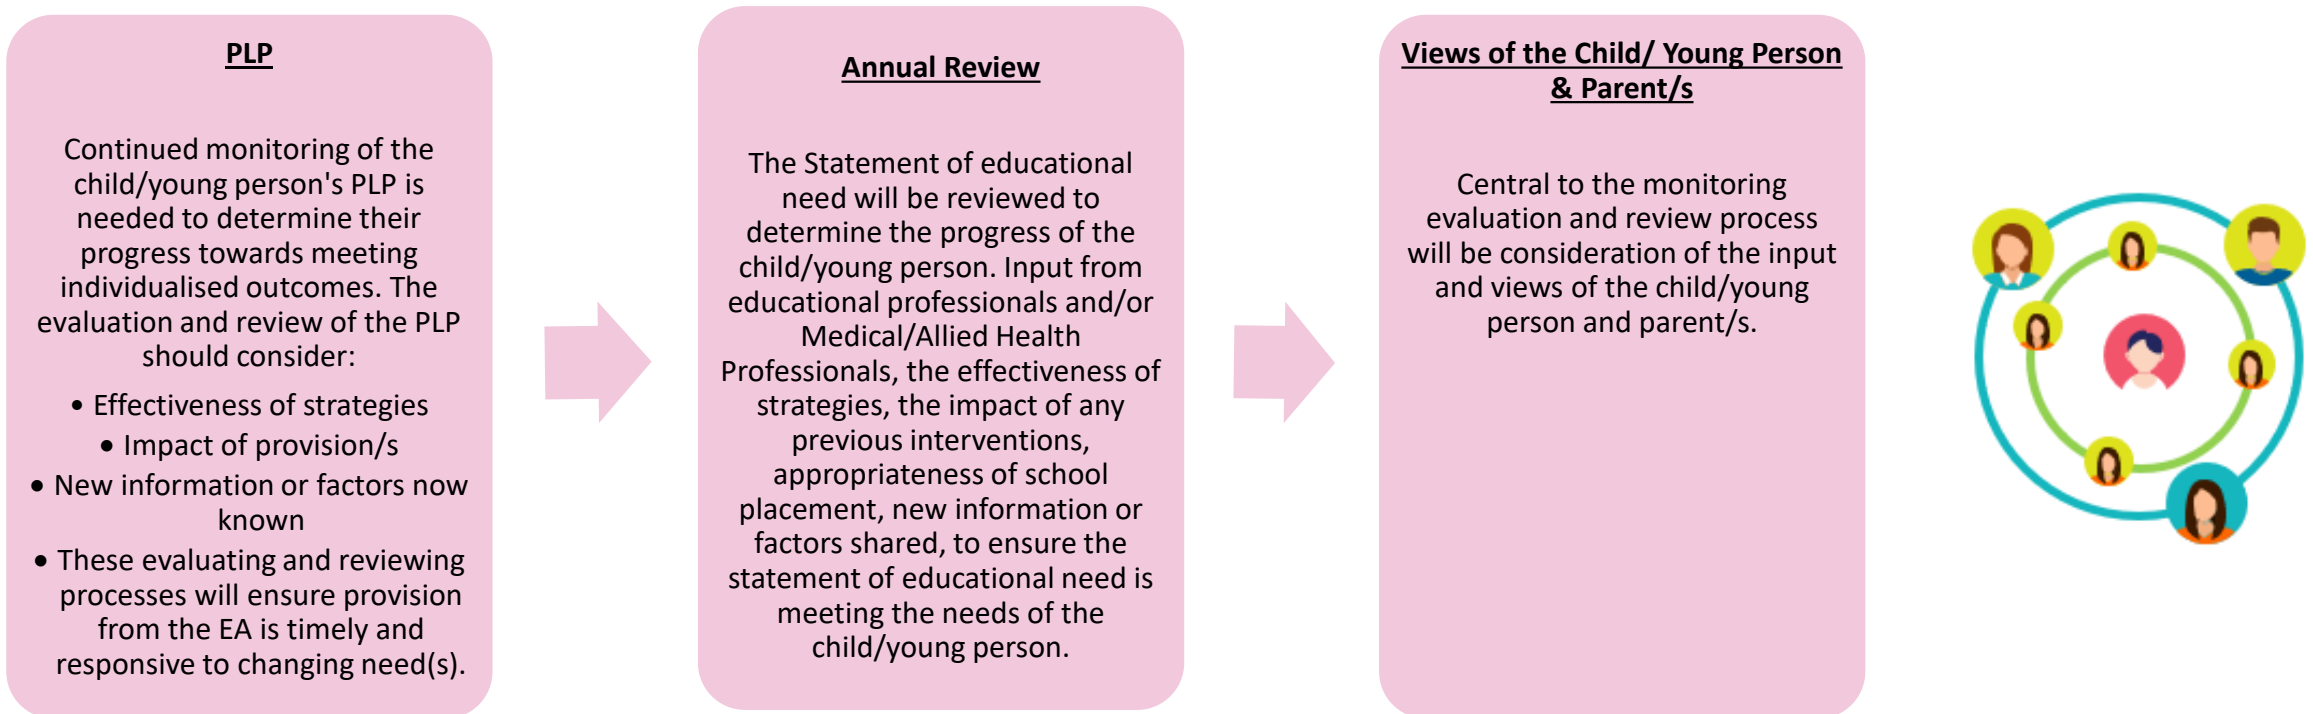 PLP
Continued monitoring of the
child/young person's PLP is
needed to determine their
progress towards meeting
individualised outcomes. The
evaluation and review of the PLP
should consider:
• Effectiveness of strategies
• Impact of provision/s
• New information or factors now
known
• These evaluating and reviewing
processes will ensure provision
from the EA is timely and
responsive to changing need(s).
Annual Review
The Statement of educational
need will be reviewed to
determine the progress of the
child/young person. Input from
educational professionals and/or
Medical/Allied Health
Professionals, the effectiveness of
strategies, the impact of any
previous interventions,
appropriateness of school
placement, new information or
factors shared, to ensure the
statement of educational need is
meeting the needs of the
child/young person.
Views of the Child/ Young Person
& Parent/s
Central to the monitoring
evaluation and review process
will be consideration of the input
and views of the child/young
person and parent/s.